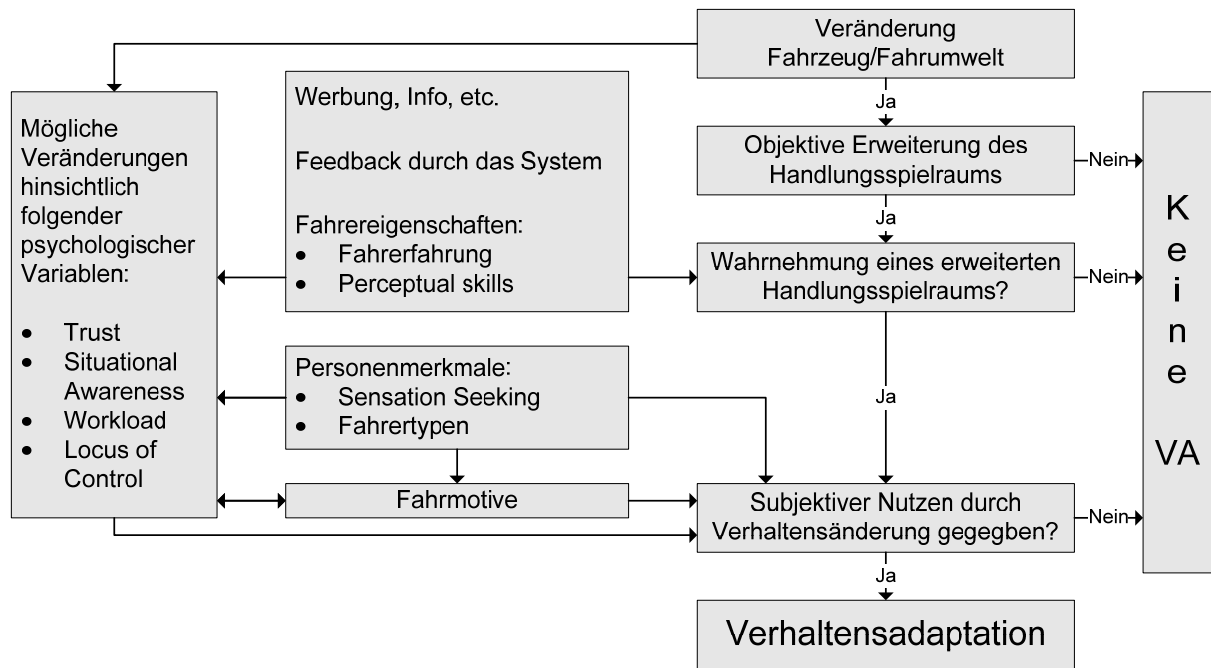 Veränderung
Fahrzeug/Fahrumwelt
Ja
Objektive Erweiterung des
Handlungsspielraums
Nein
Ja
Wahrnehmung eines erweiterten
Handlungsspielraums?
Nein
Ja
Subjektiver Nutzen durch
Verhaltensänderung gegegben?
Nein
Ja
Verhaltensadaptation
Keine
VA
Werbung, Info, etc.
Feedback durch das System
Fahrereigenschaften:
• Fahrerfahrung
• Perceptual skills
Personenmerkmale:
• Sensation Seeking
• Fahrertypen
Fahrmotive
Mögliche
Veränderungen
hinsichtlich
folgender
psychologischer
Variablen:
• Trust
• Situational
Awareness
• Workload
• Locus of
Control